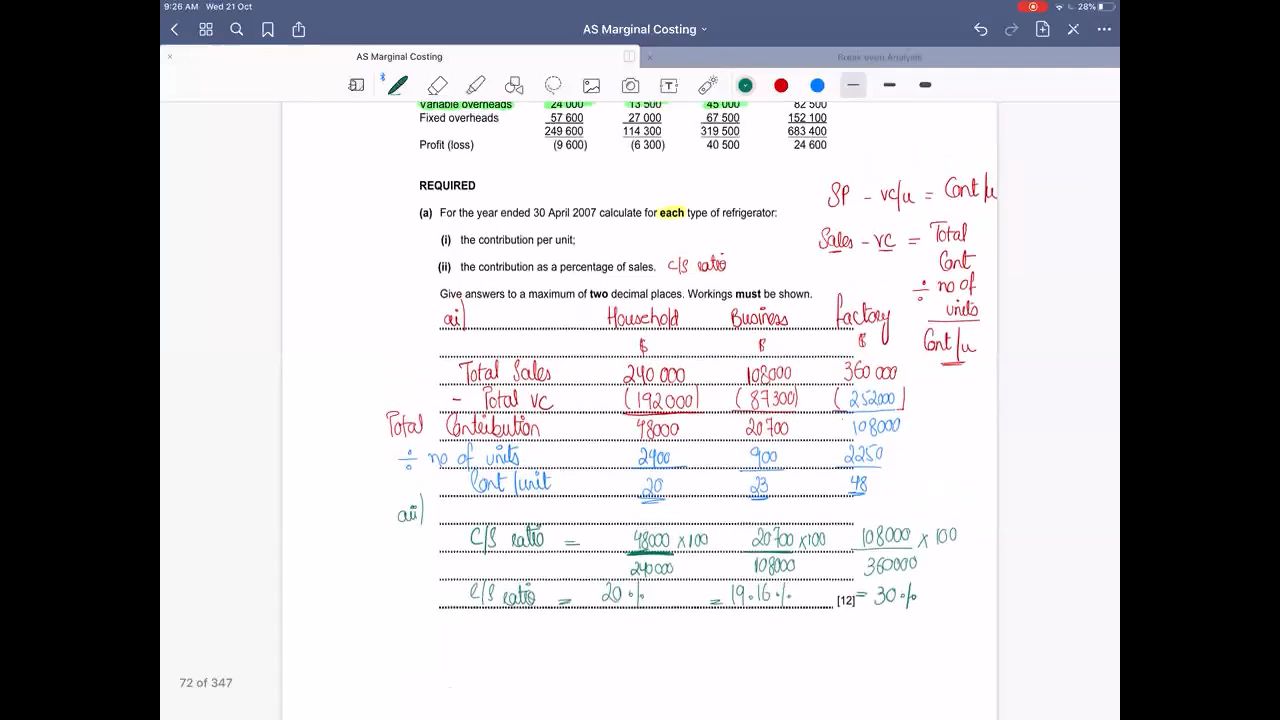 9:26 AM Wed 21 Oct 28%
AS Marginal Costing
AS Marginal Costing Break even Analysis
Variable overheads 24 000 13 500 45 000 82 500
Fixed overheads 57 600 27 000 67 500 152 100
249 600 114 300 319 500 683 400
Profit (loss) (9 600) (6 300) 40 500 24 600
REQUIRED
SP - vc/u = Cont/u
(a) For the year ended 30 April 2007 calculate for each type of refrigerator:
(i) the contribution per unit;
Sales - vc = Total Cont
(ii) the contribution as a percentage of sales. C/S ratio
÷ no of units
Cont/u
Give answers to a maximum of two decimal places. Workings must be shown.
ai) Household Business Factory
$ $ $
Total Sales 240 000 108000 360 000
- Total VC (192000) (87300) (252000)
Total Contribution 48000 20700 108000
÷ no of units 2400 900 2250
Cont/unit 20 23 48
aii)
C/S ratio = 48000 × 100 20700 × 100 108000 × 100
240000 108000 360000
C/S ratio = 20% = 19.16% [12] = 30%
72 of 347